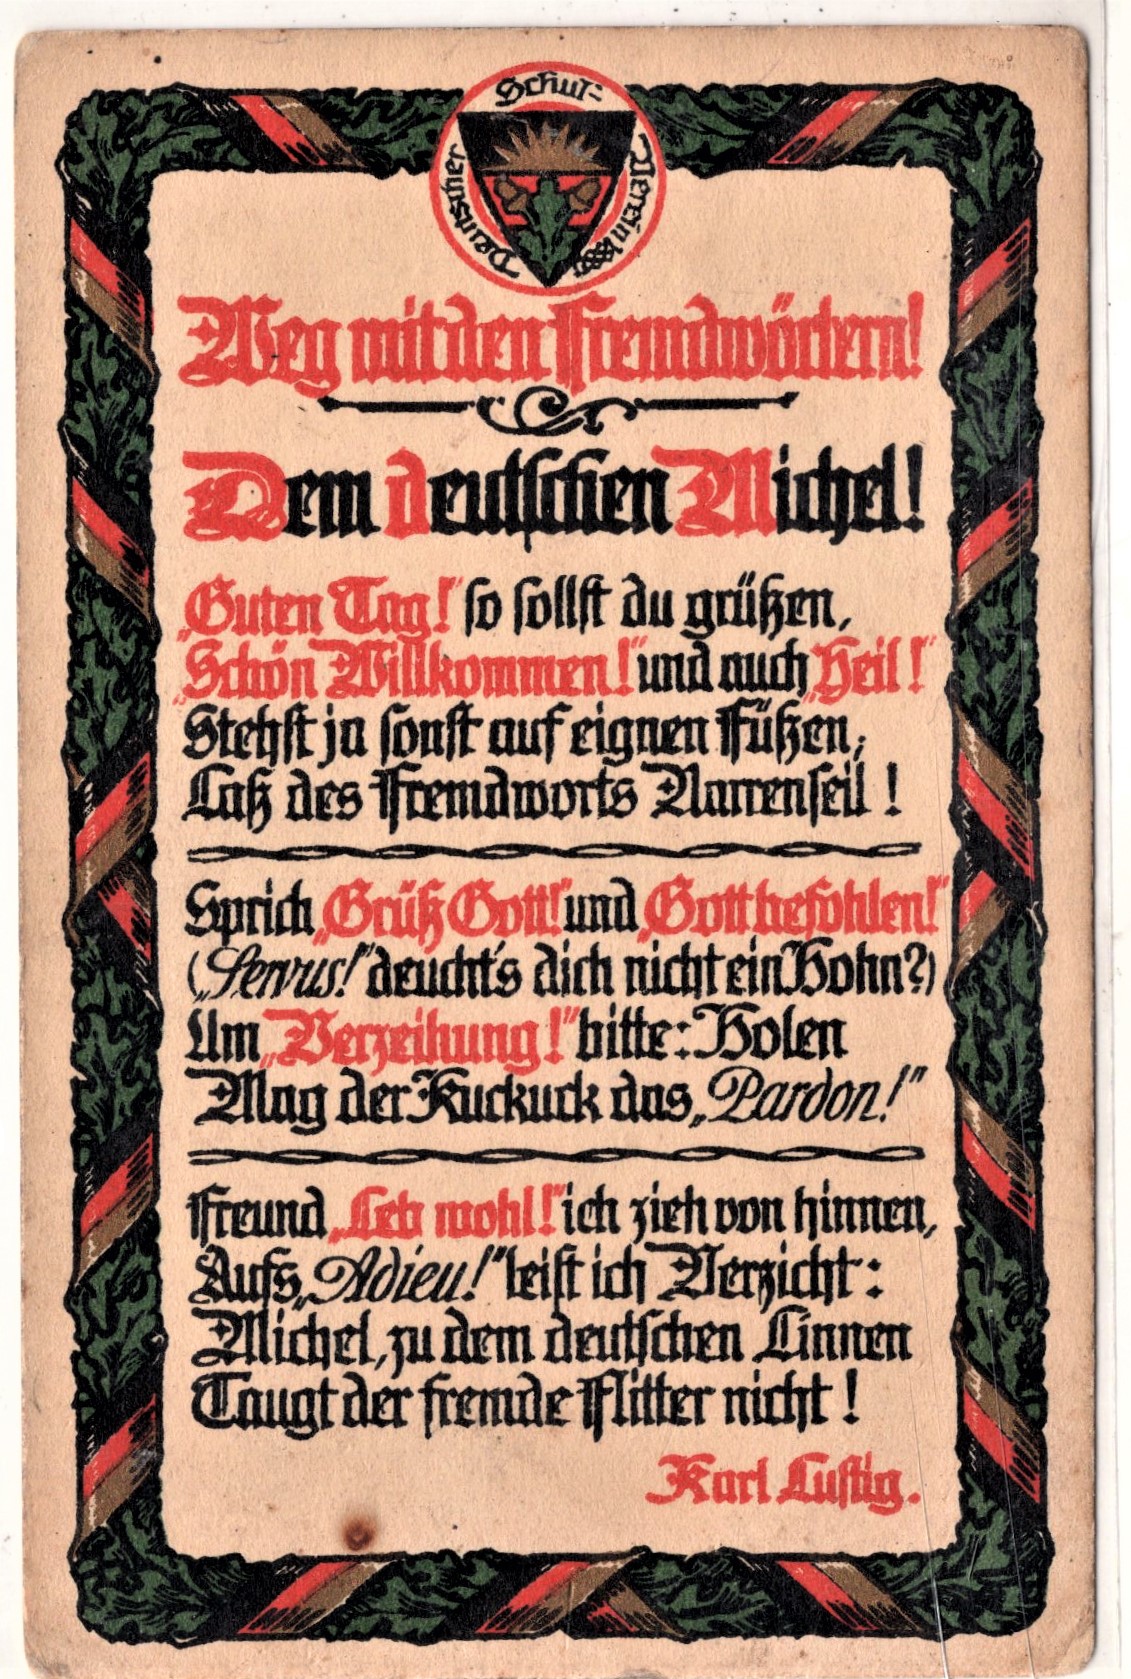 Deutscher Schul-Verein
Weg mit den Fremdwörtern!
Dem deutschen Michel!
„Guten Tag!“ so sollst du grüßen,
„Schön Willkommen!“ und auch „Heil!“
Stehst ja sonst auf eignen Füßen;
Laß des Fremdworts Narrenseil!
Sprich „Grüß Gott!“ und „Gott befohlen!“
(„Servus!“ deucht's dich nicht ein Hohn?)
Um „Verzeihung!“ bitte: Holen
Mag der Kuckuck das „Pardon!“
Freund „Leb wohl!“ ich zieh von hinnen,
Aufs „Adieu!“ leist ich Verzicht:
Michel, zu dem deutschen Linnen
Taugt der fremde Flitter nicht!
Karl Lustig.